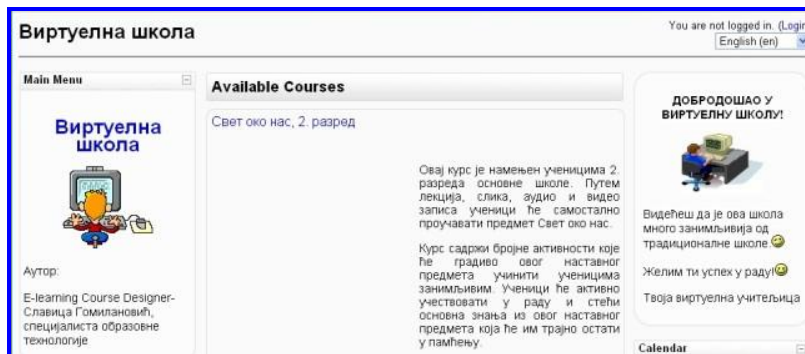 Виртуелна школа
You are not logged in. (Login
English (en)
Main Menu
Виртуелна
школа
Аутор:
E-learning Course Designer-
Славица Гомилановић,
специјалиста образовне
технологије
Available Courses
Свет око нас, 2. разред
Овај курс је намењен ученицима 2.
разреда основне школе. Путем
лекција, слика, аудио и видео
записа ученици ће самостално
проучавати предмет Свет око нас.
Курс садржи бројне активности које
ће градиво овог наставног
предмета учинити ученицима
занимљивим. Ученици ће активно
учествовати у раду и стећи
основна знања из овог наставног
предмета која ће им трајно остати
у памћењу.
ДОБРОДОШАО У
ВИРТУЕЛНУ ШКОЛУ!
Видећеш да је ова школа
много занимљивија од
традиционалне школе.
Желим ти успех у раду!
Твоја виртуелна учитељица
Calendar